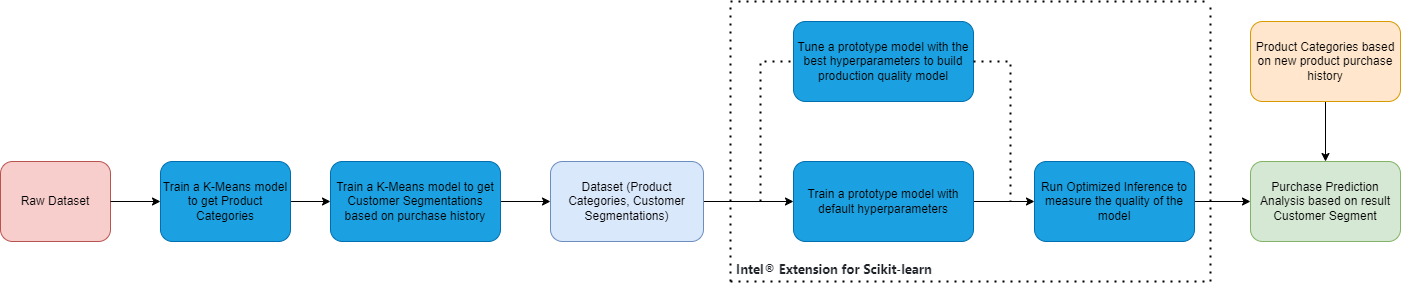 Raw Dataset
Train a K-Means model
to get Product
Categories
Train a K-Means model to get
Customer Segmentations
based on purchase history
Dataset (Product
Categories, Customer
Segmentations)
Tune a prototype model with the
best hyperparameters to build
production quality model
Train a prototype model with
default hyperparameters
Run Optimized Inference to
measure the quality of the
model
Intel® Extension for Scikit-learn
Product Categories based
on new product purchase
history
Purchase Prediction
Analysis based on result
Customer Segment